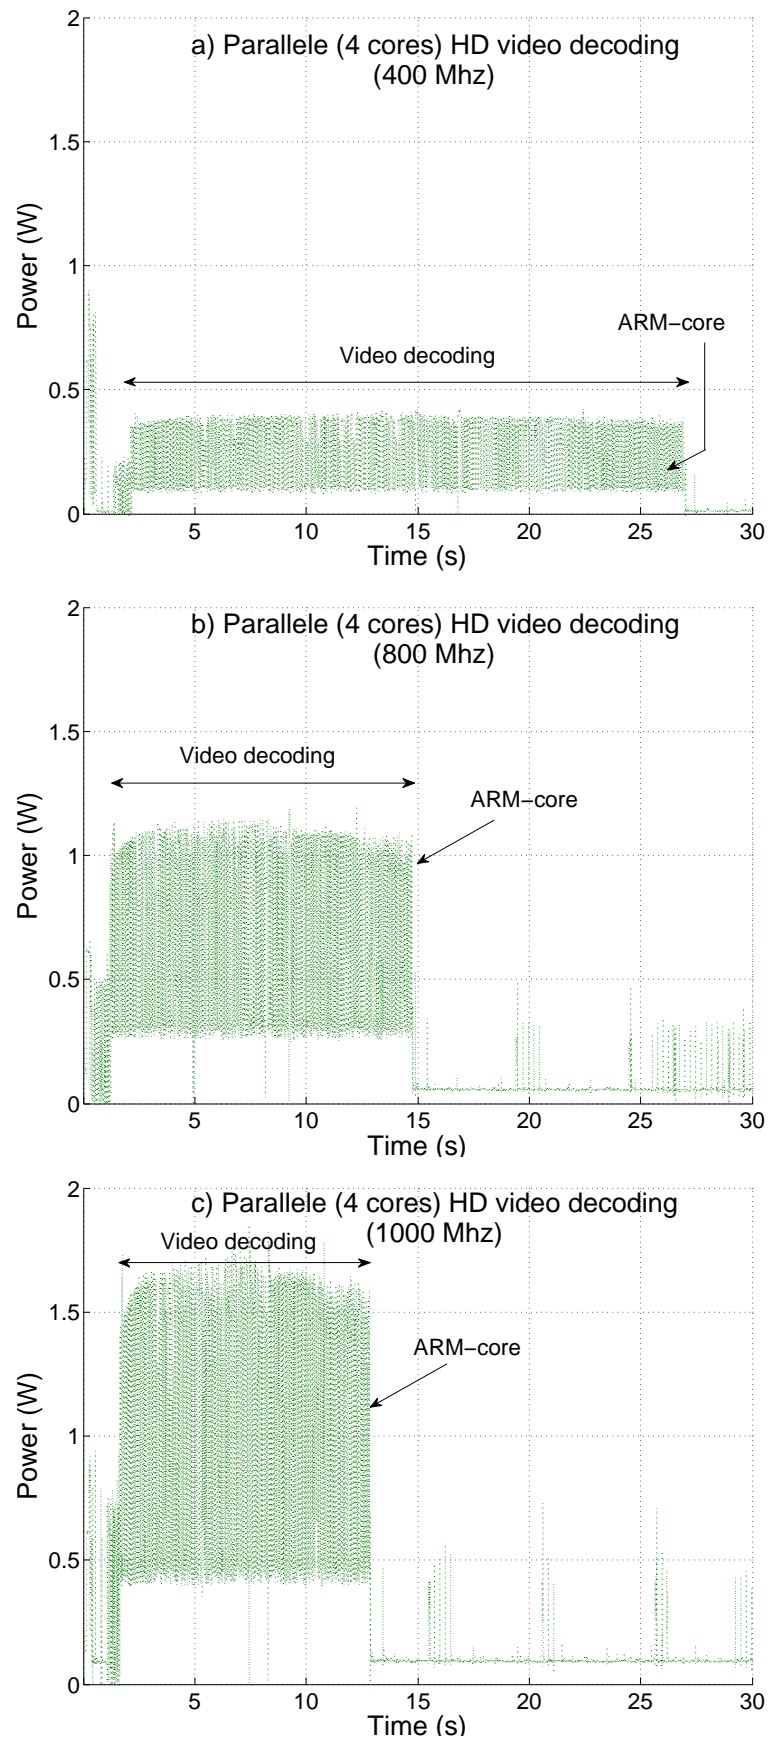 2
a) Parallele (4 cores) HD video decoding
(400 Mhz)
1.5
Power (W)
1
ARM−core
Video decoding
0.5
0
5 10 15 20 25 30
Time (s)
2
b) Parallele (4 cores) HD video decoding
(800 Mhz)
1.5
Video decoding
ARM−core
Power (W)
1
0.5
0
5 10 15 20 25 30
Time (s)
2
c) Parallele (4 cores) HD video decoding
(1000 Mhz)
Video decoding
1.5
ARM−core
Power (W)
1
0.5
0
5 10 15 20 25 30
Time (s)